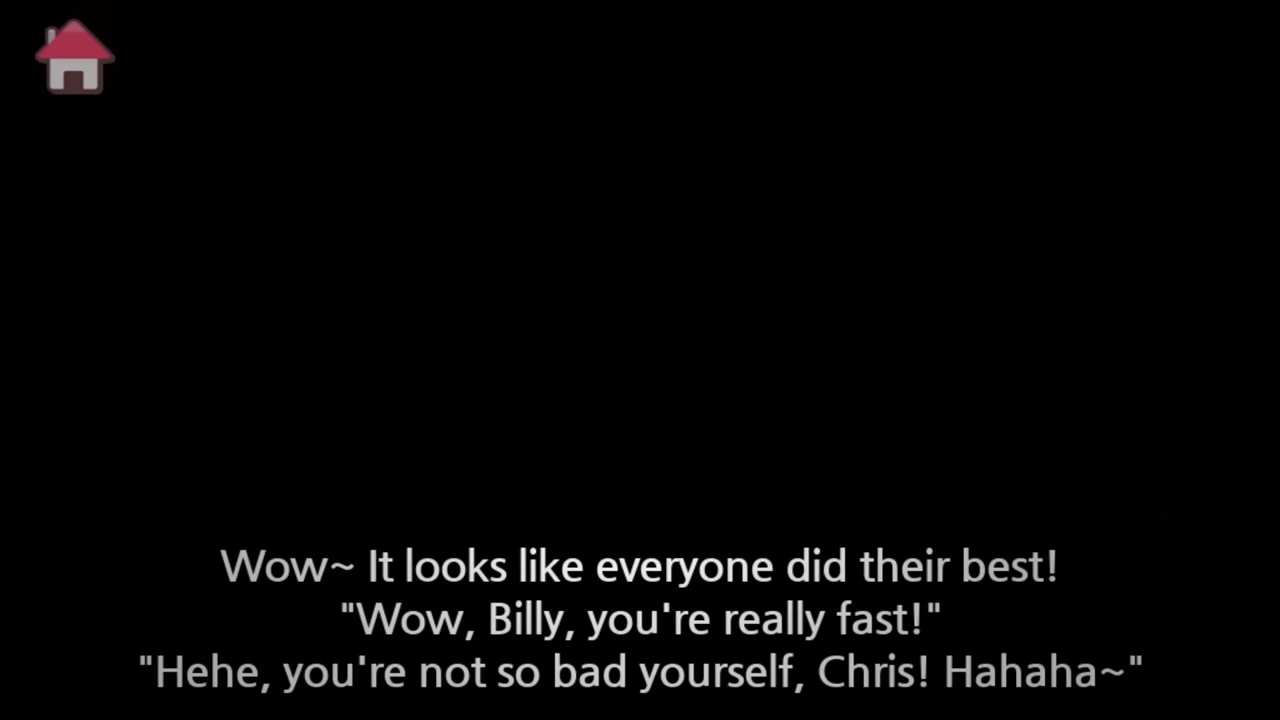 Wow~ It looks like everyone did their best!
"Wow, Billy, you're really fast!"
"Hehe, you're not so bad yourself, Chris! Hahaha~"